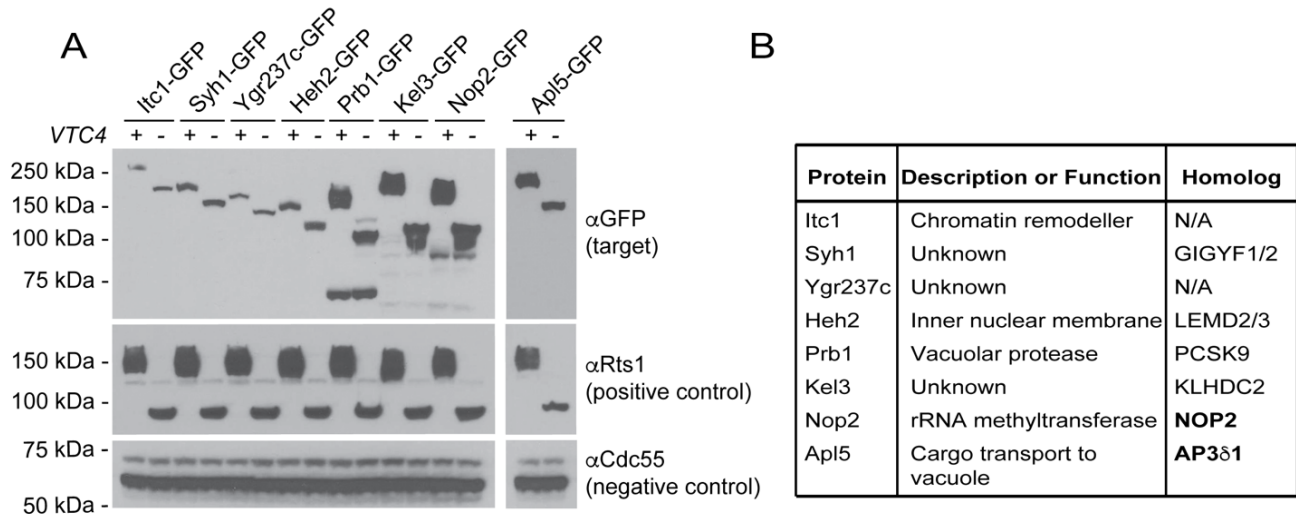 A
B
Itc1-GFP
Syh1-GFP
Ygr237c-GFP
Heh2-GFP
Prb1-GFP
Kel3-GFP
Nop2-GFP
Apl5-GFP
VTC4 + - + - + - + - + - + - + - + -
250 kDa -
150 kDa -
100 kDa -
75 kDa -
αGFP
(target)
150 kDa -
100 kDa -
αRts1
(positive control)
75 kDa -
50 kDa -
αCdc55
(negative control)
Protein Description or Function Homolog
Itc1 Chromatin remodeller N/A
Syh1 Unknown GIGYF1/2
Ygr237c Unknown N/A
Heh2 Inner nuclear membrane LEMD2/3
Prb1 Vacuolar protease PCSK9
Kel3 Unknown KLHDC2
Nop2 rRNA methyltransferase NOP2
Apl5 Cargo transport to AP3δ1
vacuole